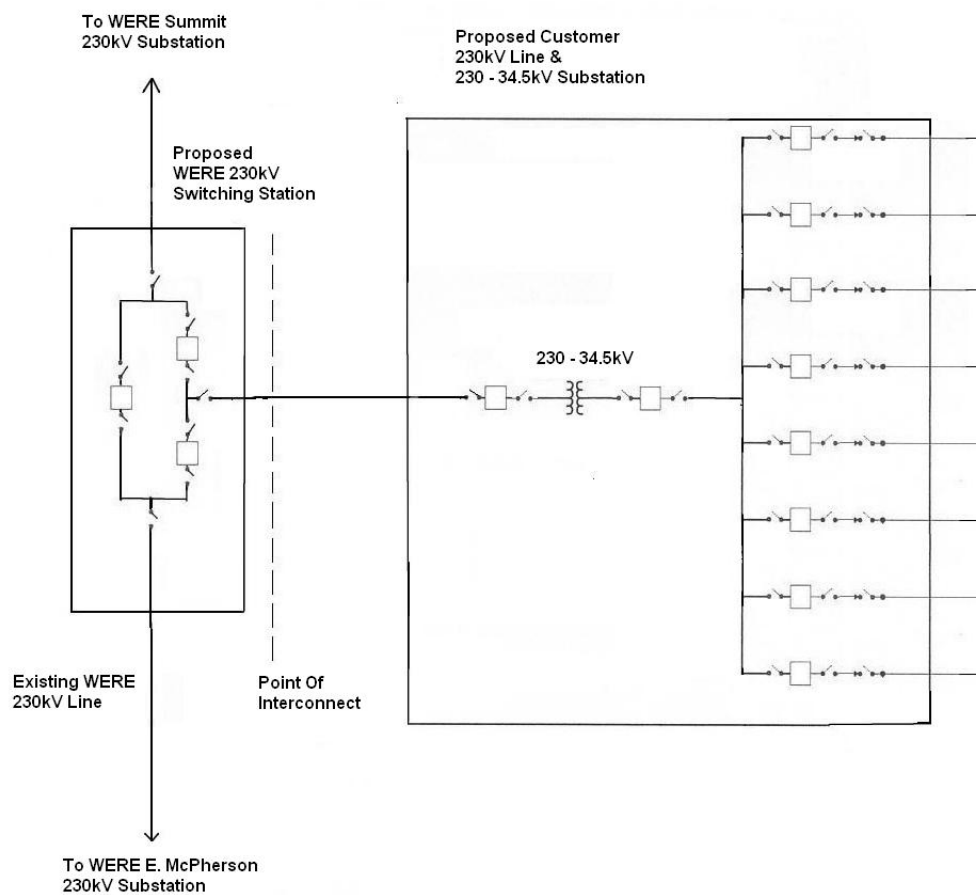 To WERE Summit
230kV Substation
Proposed Customer
230kV Line &
230 - 34.5kV Substation
Proposed
WERE 230kV
Switching Station
230 - 34.5kV
Existing WERE
230kV Line
Point Of
Interconnect
To WERE E. McPherson
230kV Substation